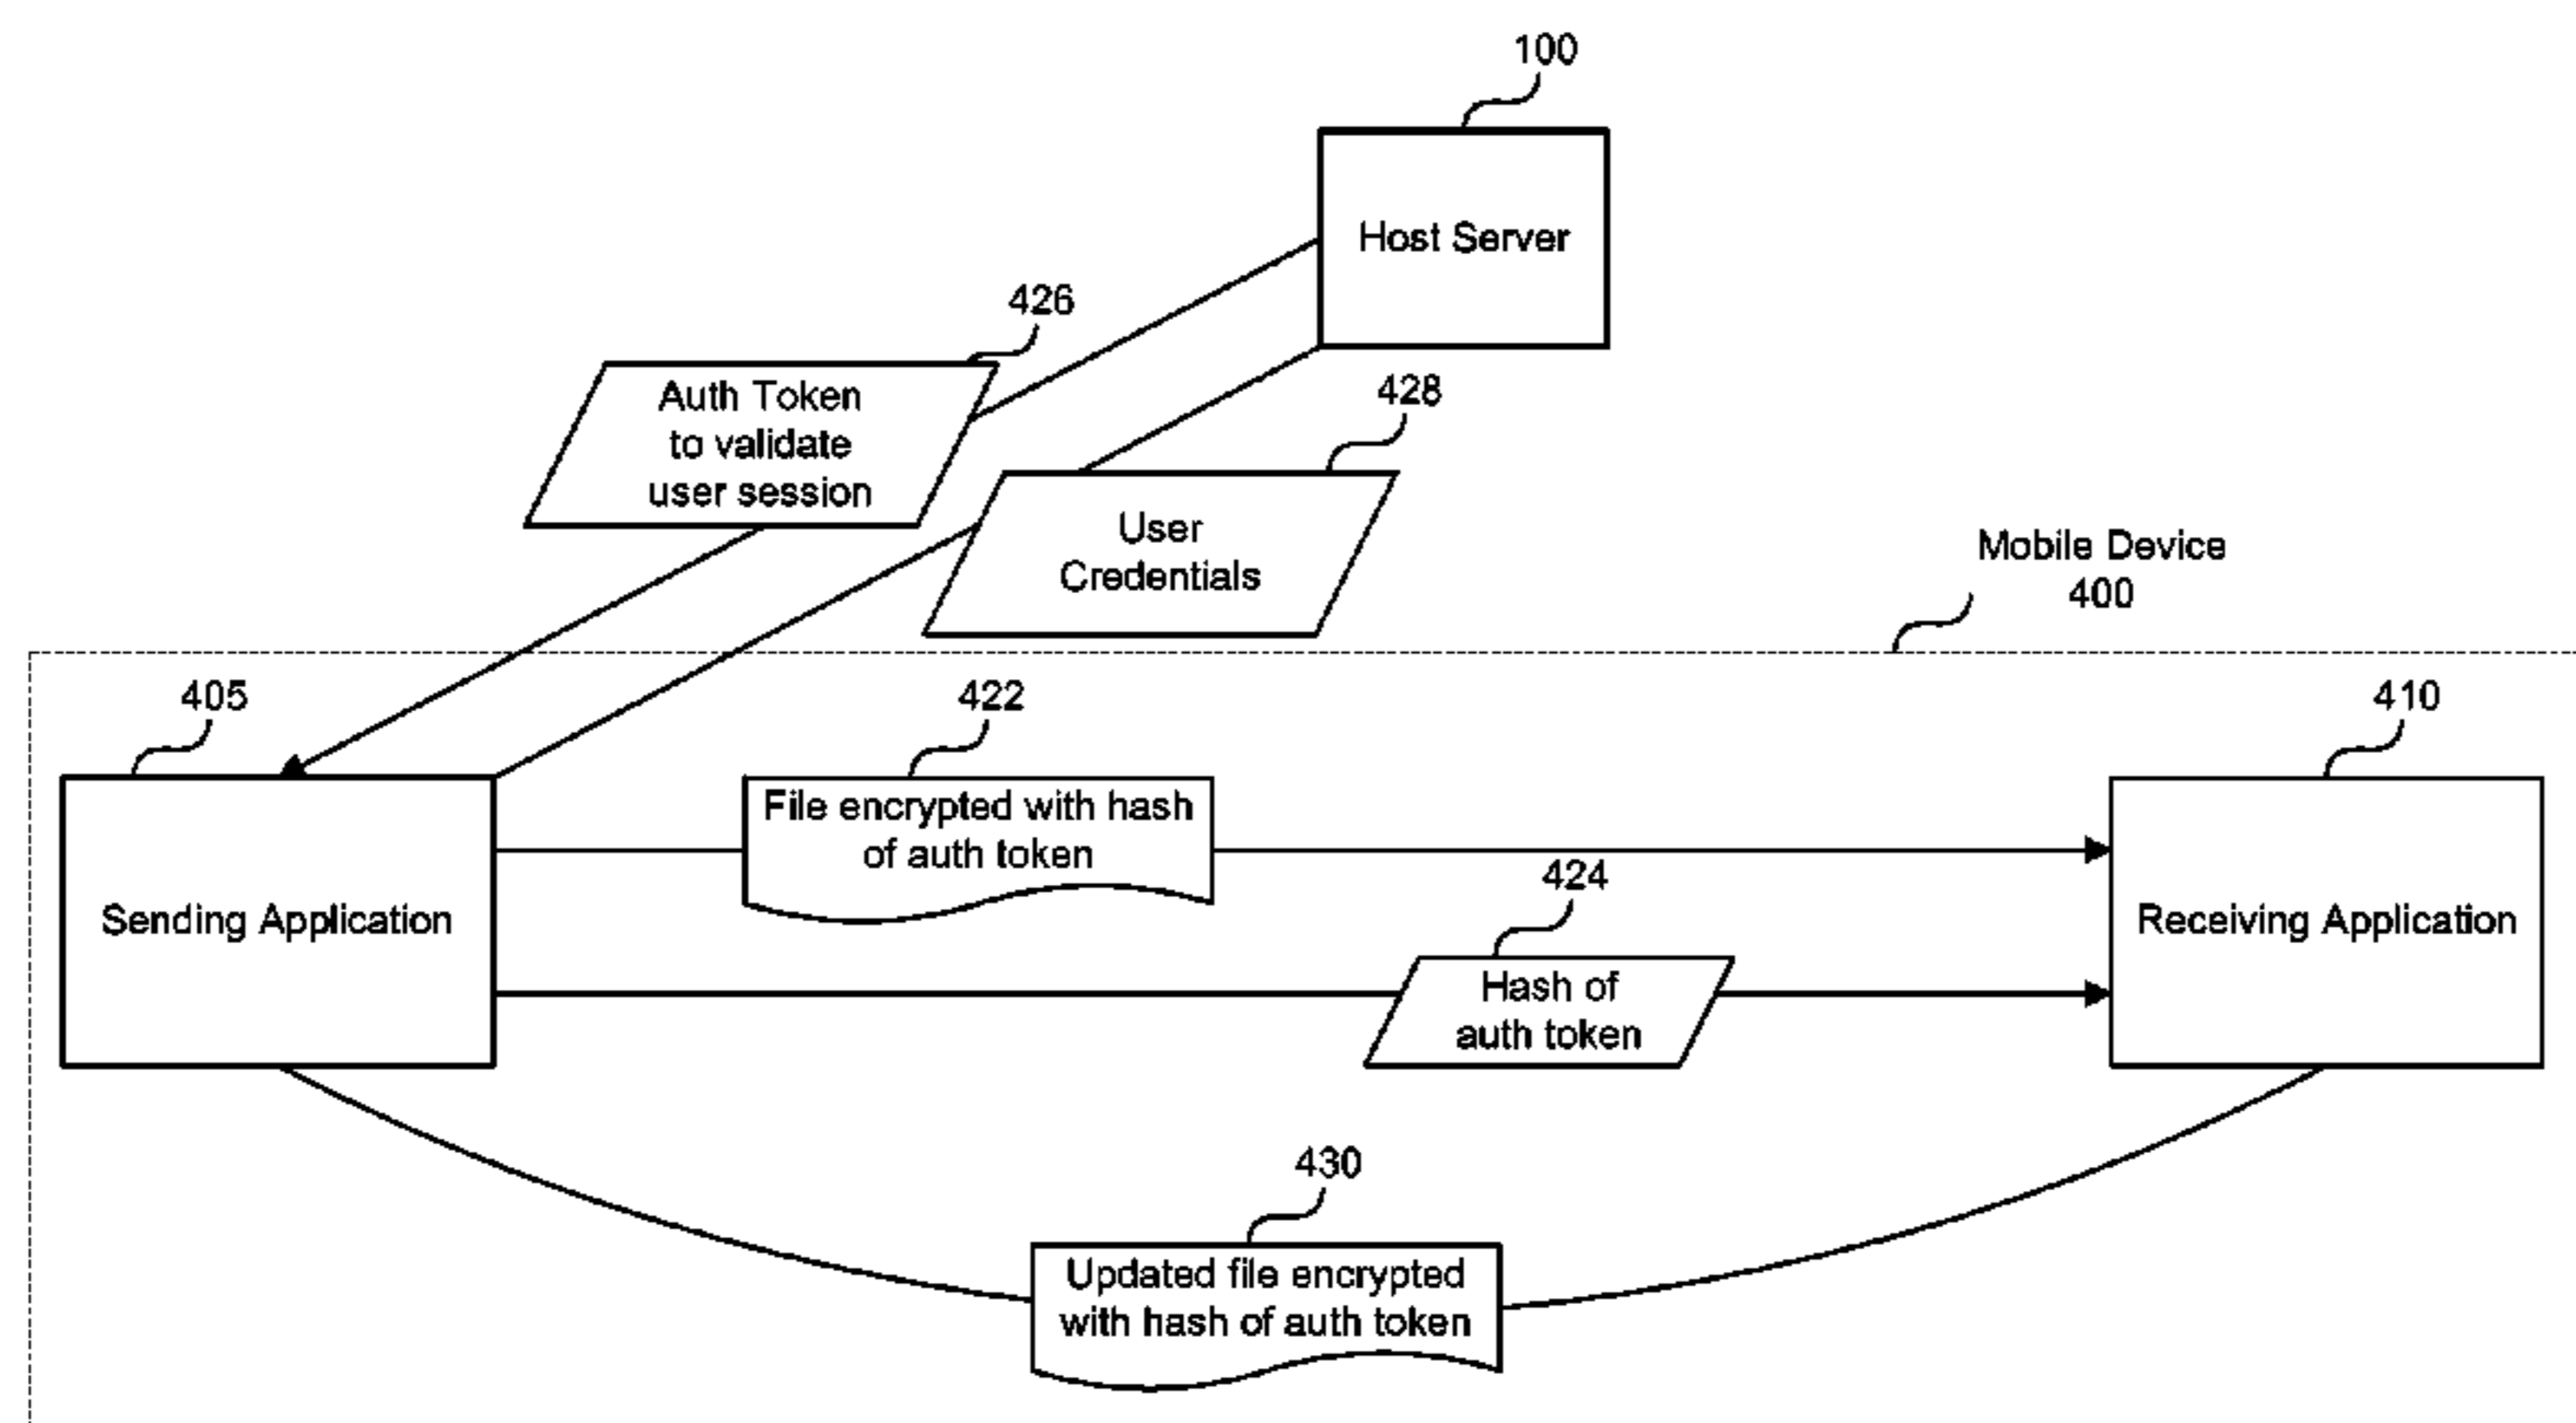 100
Host Server
426
Auth Token
to validate
user session
428
User
Credentials
Mobile Device
400
405
422
410
File encrypted with hash
of auth token
424
Sending Application
Receiving Application
Hash of
auth token
430
Updated file encrypted
with hash of auth token